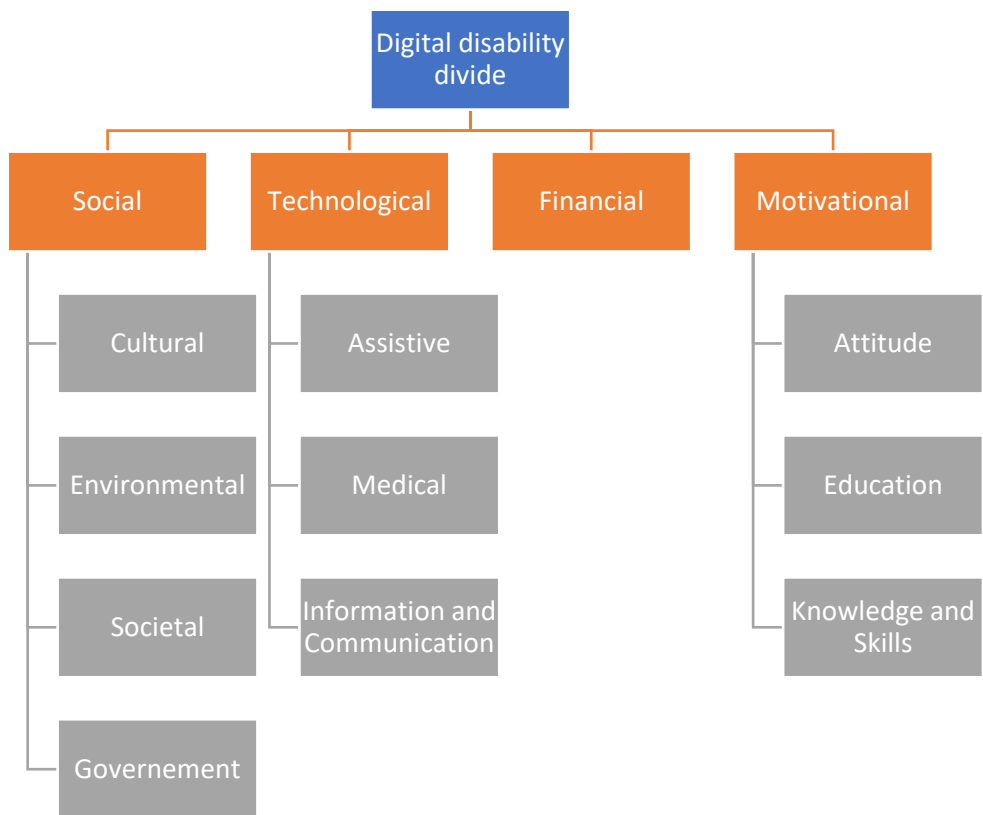 Digital disability
divide
Social
Technological
Financial
Motivational
Cultural
Assistive
Attitude
Environmental
Medical
Education
Societal
Information and
Communication
Knowledge and
Skills
Governement